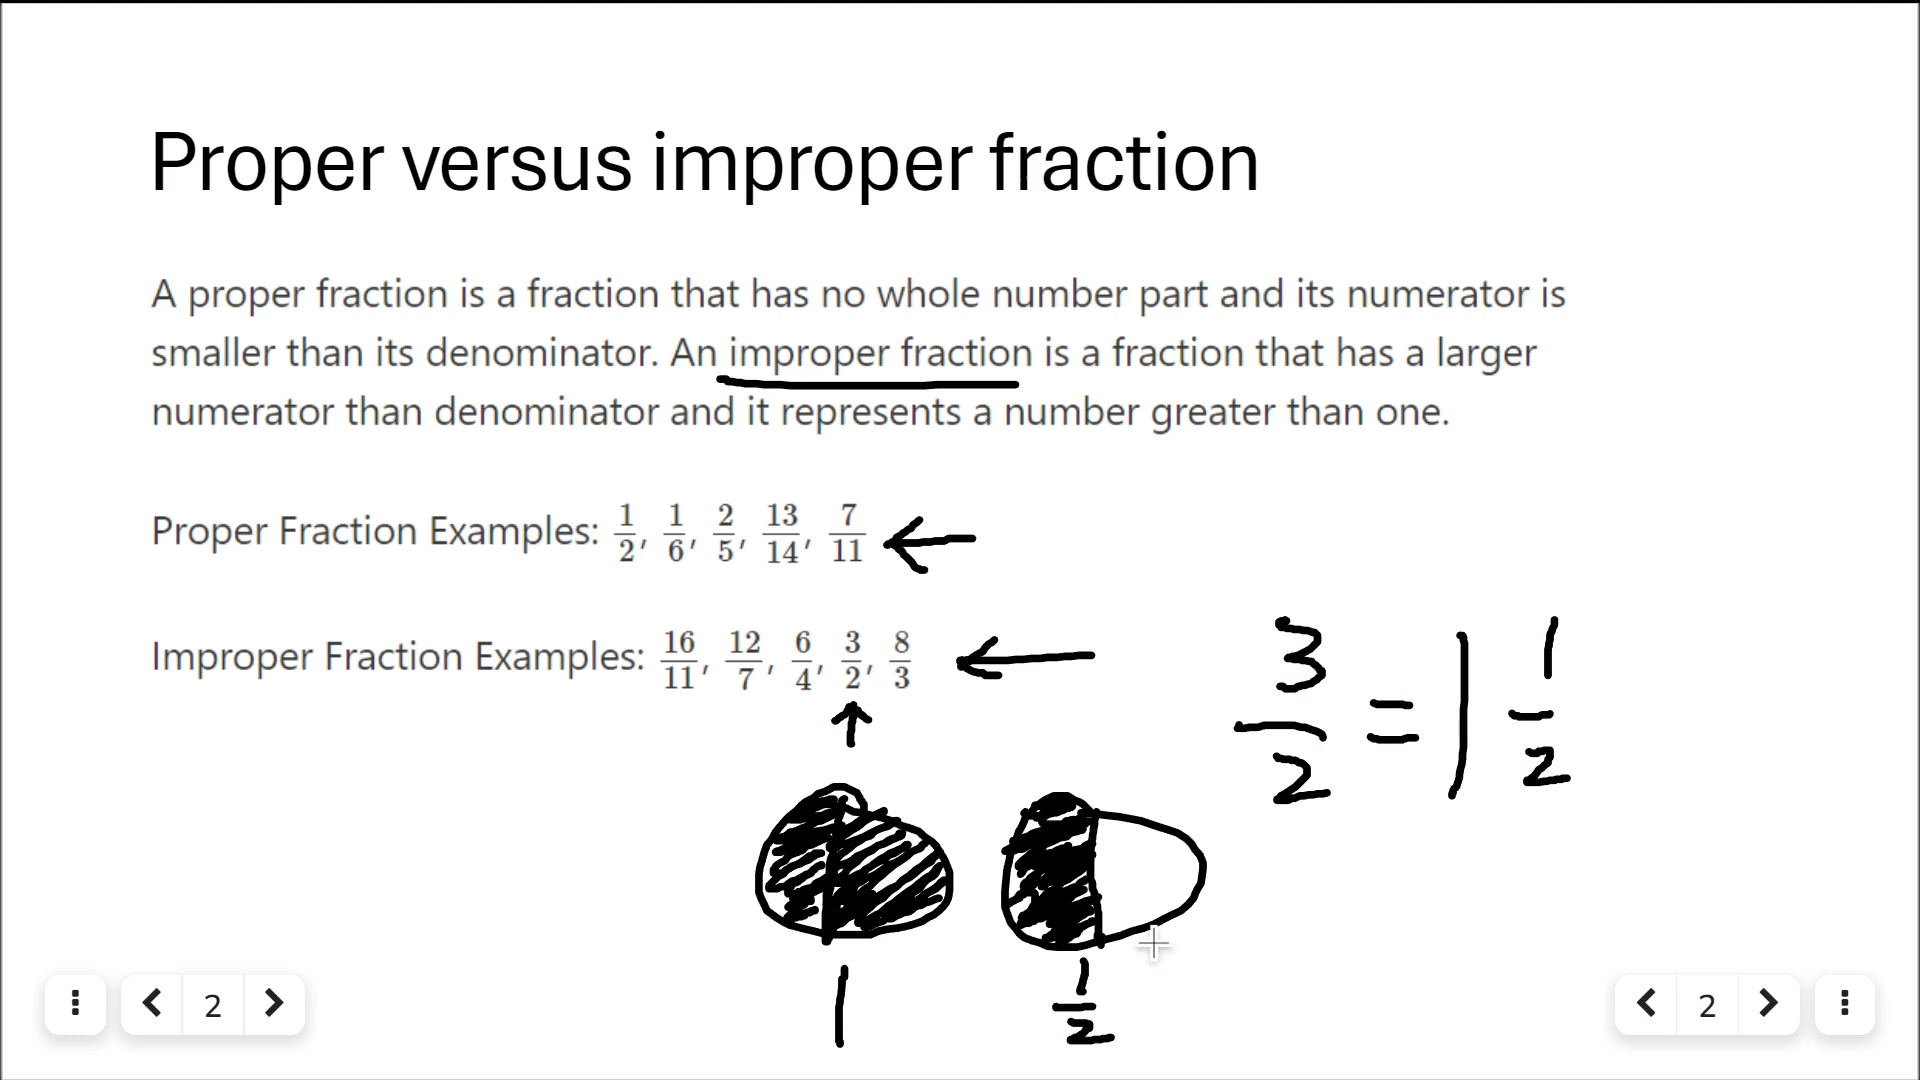 Proper versus improper fraction
A proper fraction is a fraction that has no whole number part and its numerator is
smaller than its denominator. An improper fraction is a fraction that has a larger
numerator than denominator and it represents a number greater than one.
Proper Fraction Examples: 1/2, 1/6, 2/5, 13/14, 7/11
Improper Fraction Examples: 16/11, 12/7, 6/4, 3/2, 8/3
3/2 = 1 1/2
1
1/2
2
2